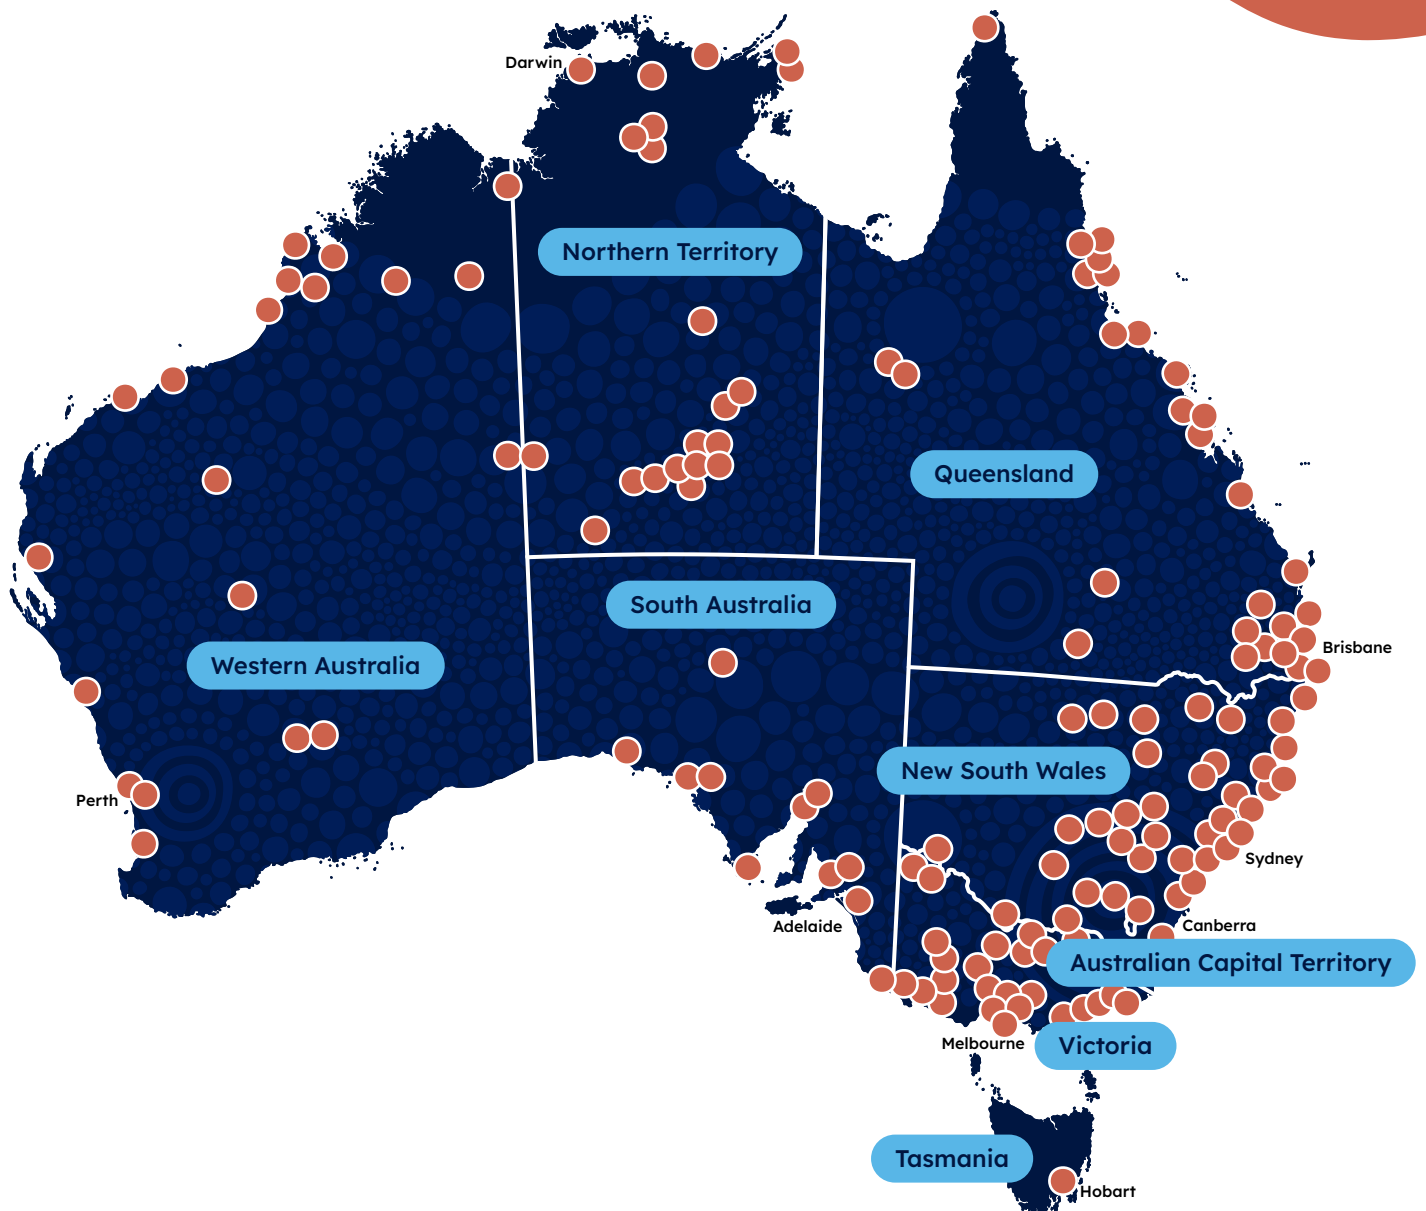 Darwin
Northern Territory
Queensland
South Australia
Brisbane
Western Australia
New South Wales
Perth
Sydney
Adelaide
Canberra
Australian Capital Territory
Melbourne
Victoria
Tasmania
Hobart